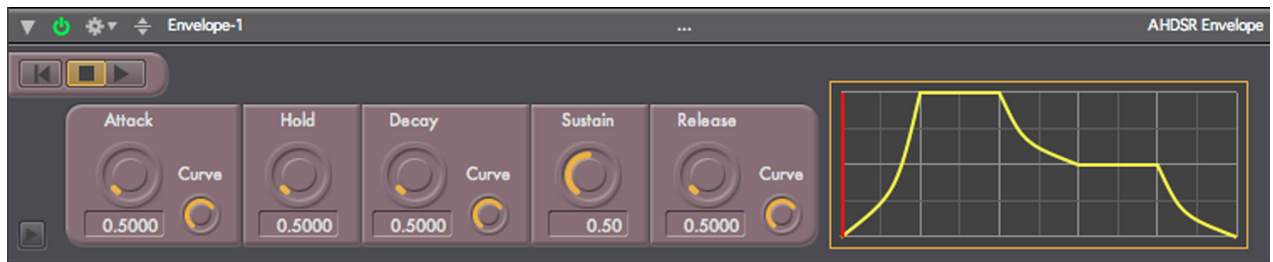 Envelope-1 ... AHDSR Envelope
Attack Hold Decay Sustain Release
Curve Curve Curve
0.5000 0.5000 0.5000 0.50 0.5000